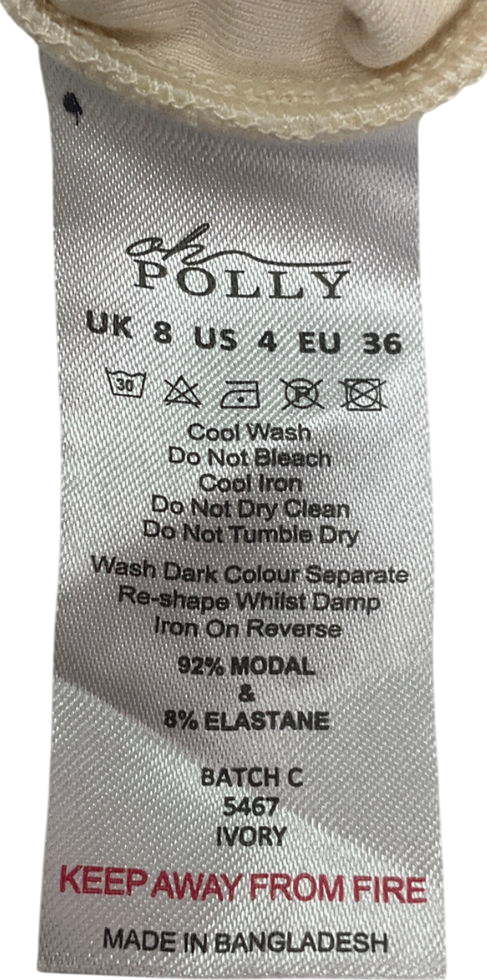 oh
POLLY
UK 8 US 4 EU 36
30 P
Cool Wash
Do Not Bleach
Cool Iron
Do Not Dry Clean
Do Not Tumble Dry
Wash Dark Colour Separate
Re-shape Whilst Damp
Iron On Reverse
92% MODAL
&
8% ELASTANE
BATCH C
5467
IVORY
KEEP AWAY FROM FIRE
MADE IN BANGLADESH